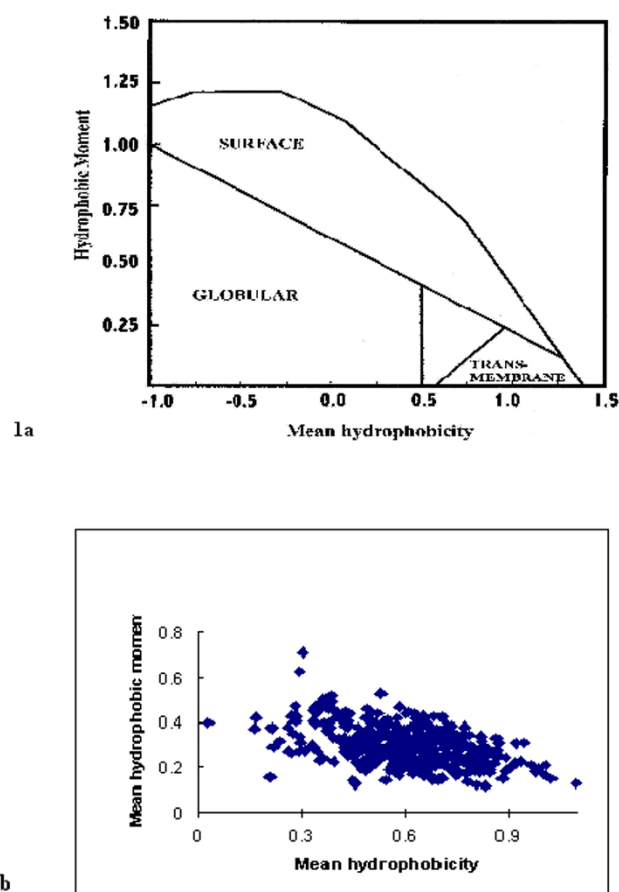 1.50
1.25
1.00
0.75
0.50
0.25
Hydrophobic Moment
SURFACE
GLOBULAR
TRANS-
MEMBRANE
-1.0 -0.5 0.0 0.5 1.0 1.5
Mean hydrophobicity
1a
0.8
0.6
0.4
0.2
0
Mean hydrophobic momen
0 0.3 0.6 0.9
Mean hydrophobicity
b